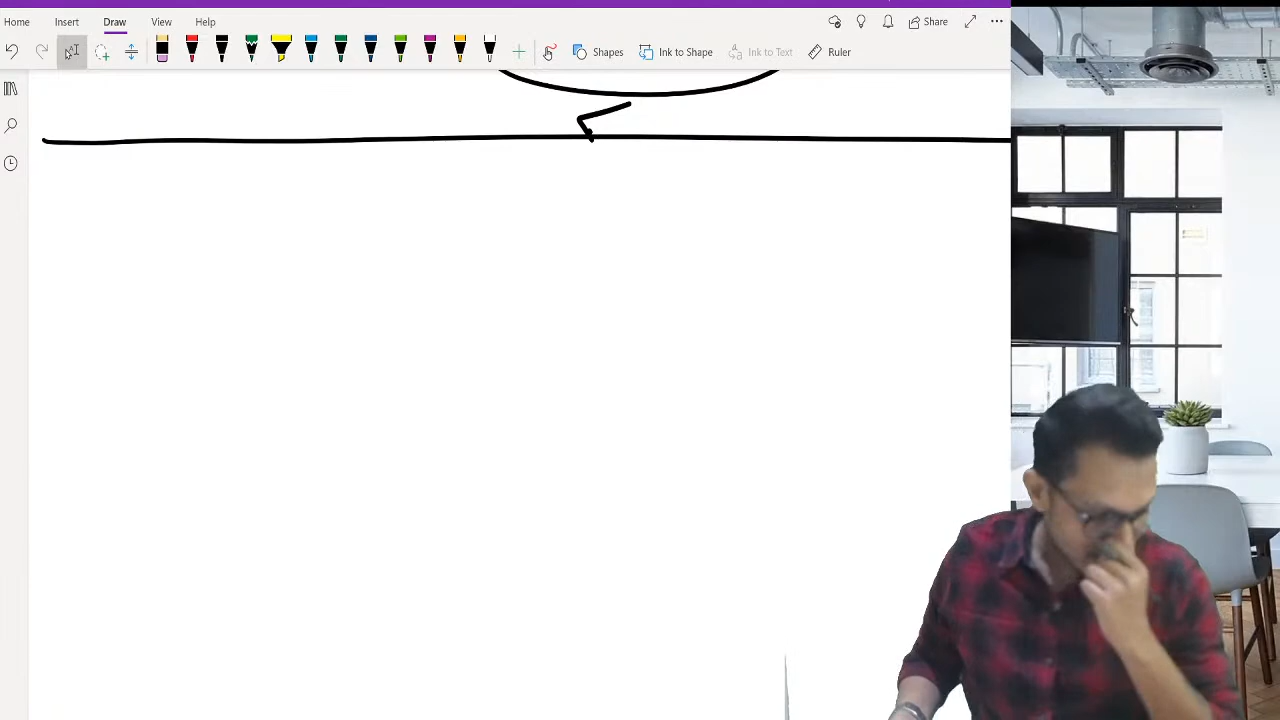 Home Insert Draw View Help
Share
Shapes Ink to Shape Ink to Text Ruler